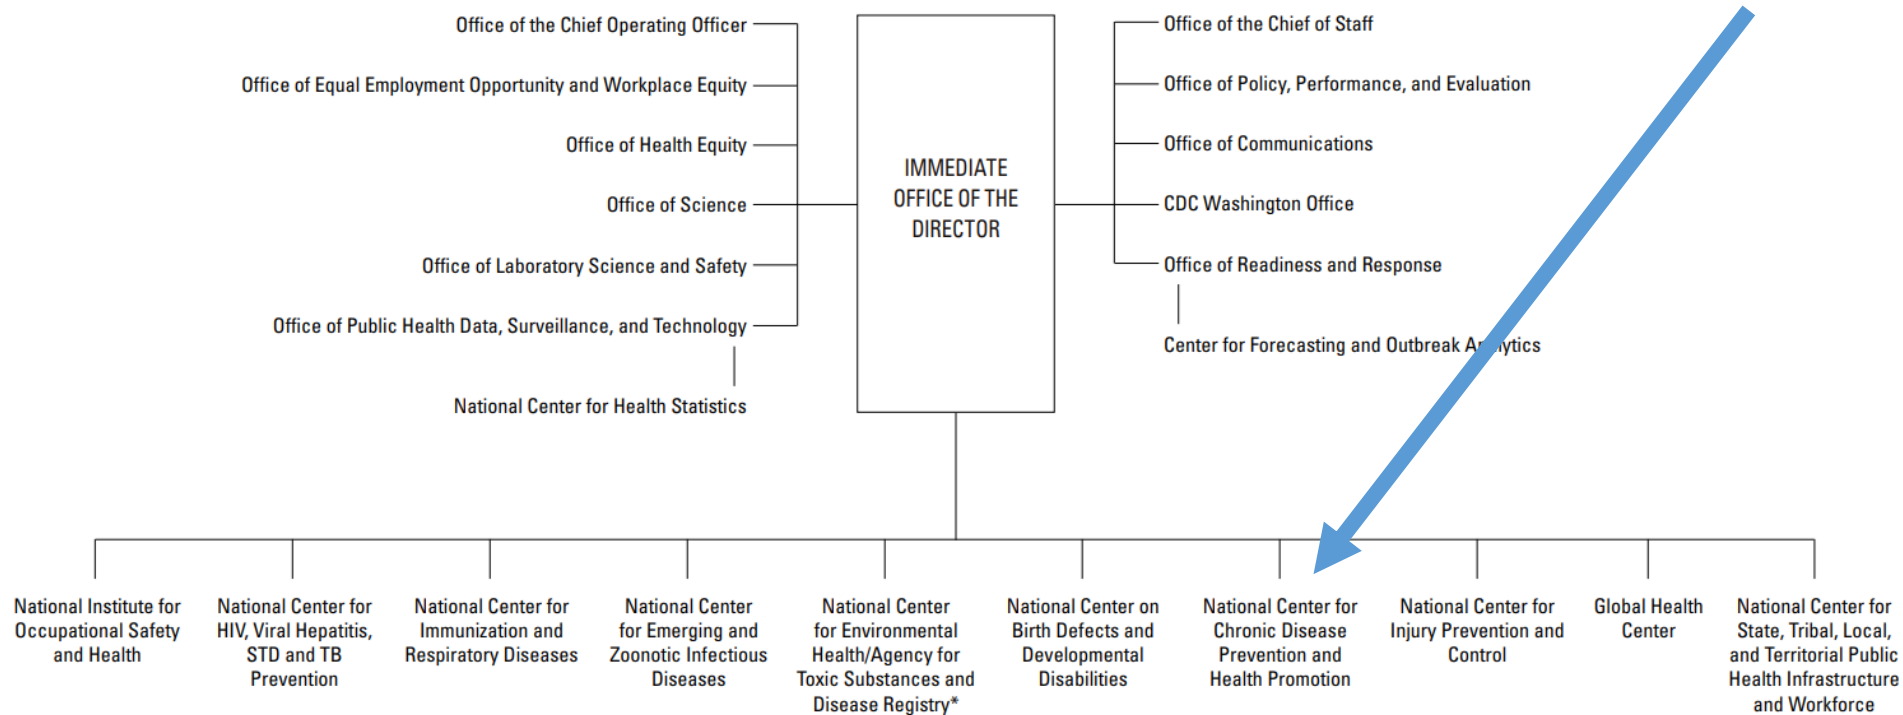 Office of the Chief Operating Officer
Office of Equal Employment Opportunity and Workplace Equity
Office of Health Equity
Office of Science
Office of Laboratory Science and Safety
Office of Public Health Data, Surveillance, and Technology
National Center for Health Statistics
IMMEDIATE
OFFICE OF THE
DIRECTOR
Office of the Chief of Staff
Office of Policy, Performance, and Evaluation
Office of Communications
CDC Washington Office
Office of Readiness and Response
Center for Forecasting and Outbreak Analytics
National Institute for
Occupational Safety
and Health
National Center for
HIV, Viral Hepatitis,
STD and TB
Prevention
National Center for
Immunization and
Respiratory Diseases
National Center
for Emerging and
Zoonotic Infectious
Diseases
National Center
for Environmental
Health/Agency for
Toxic Substances and
Disease Registry*
National Center on
Birth Defects and
Developmental
Disabilities
National Center for
Chronic Disease
Prevention and
Health Promotion
National Center for
Injury Prevention and
Control
Global Health
Center
National Center for
State, Tribal, Local,
and Territorial Public
Health Infrastructure
and Workforce